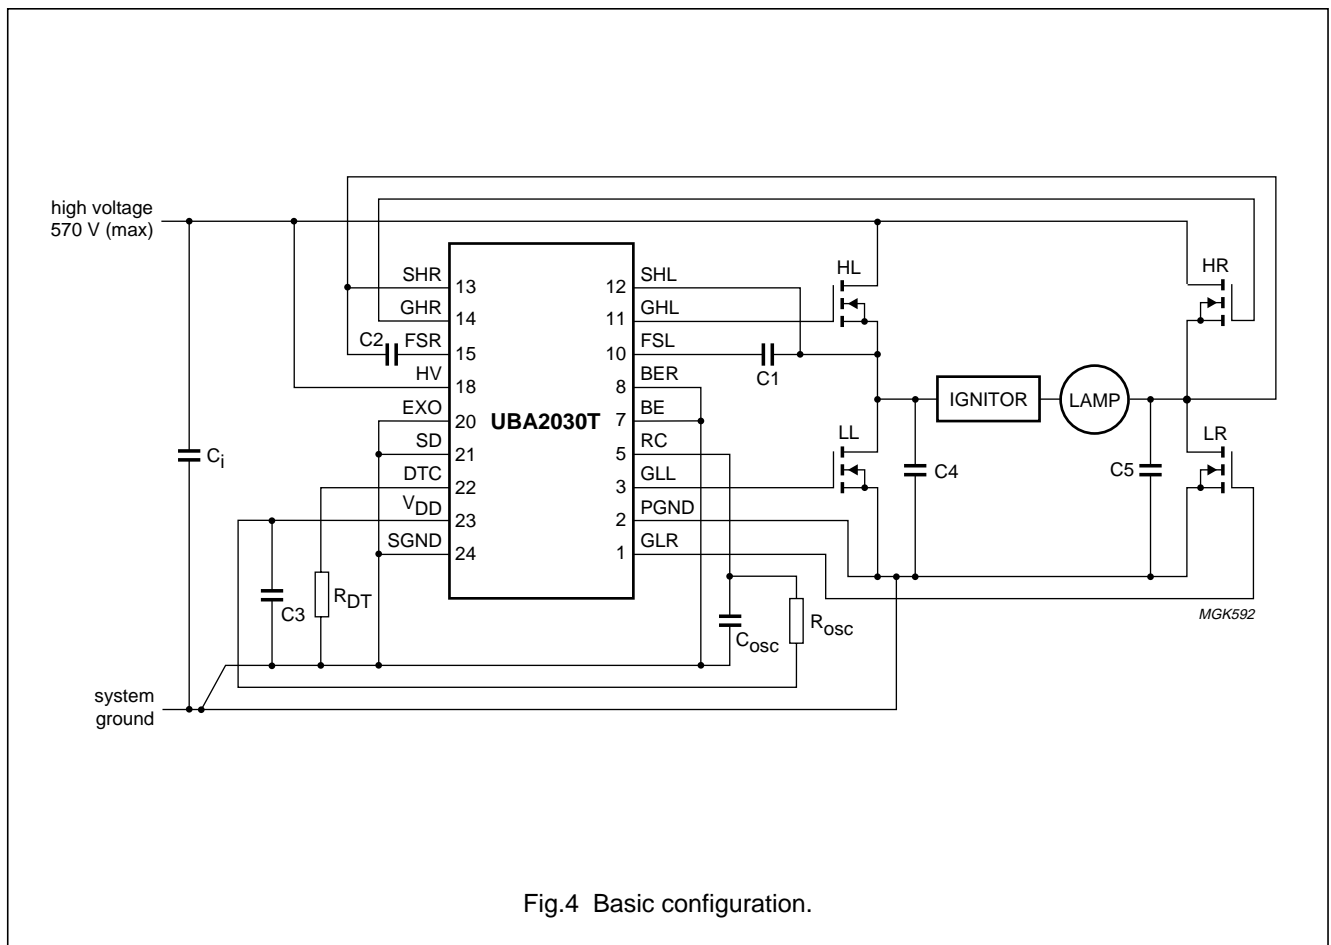 high voltage
570 V (max)
SHR
13
GHR
14
C2
FSR
15
HV
18
EXO
20
SD
21
DTC
22
VDD
23
SGND
24
UBA2030T
12
SHL
11
GHL
10
FSL
8
BER
7
BE
5
RC
3
GLL
2
PGND
1
GLR
C1
HL
HR
IGNITOR
LAMP
LL
LR
C4
C5
Ci
C3
RDT
Cosc
Rosc
MGK592
system
ground
Fig.4 Basic configuration.